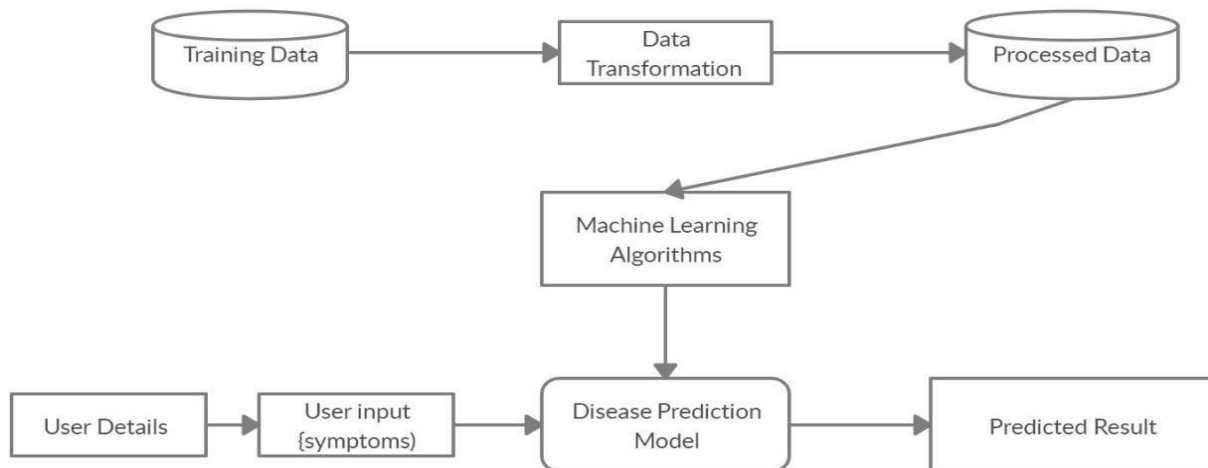 Training Data
Data
Transformation
Processed Data
Machine Learning
Algorithms
User Details
User input
{symptoms)
Disease Prediction
Model
Predicted Result